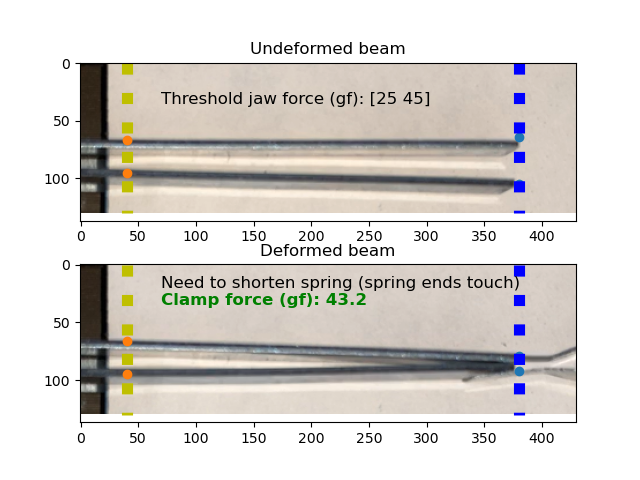 Undeformed beam
0
Threshold jaw force (gf): [25 45]
50
100
0 50 100 150 200 250 300 350 400
Deformed beam
0
Need to shorten spring (spring ends touch)
Clamp force (gf): 43.2
50
100
0 50 100 150 200 250 300 350 400